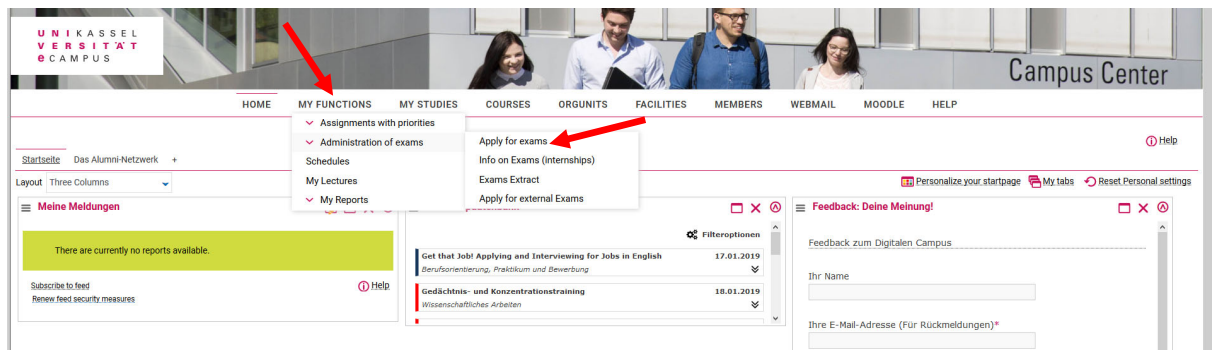 UNIKASSEL
VERSITÄT
eCAMPUS
Campus Center
HOME MY FUNCTIONS MY STUDIES COURSES ORGUNITS FACILITIES MEMBERS WEBMAIL MOODLE HELP
Assignments with priorities
Administration of exams
Schedules
My Lectures
My Reports
Apply for exams
Info on Exams (internships)
Exams Extract
Apply for external Exams
Help
Startseite Das Alumni-Netzwerk +
Layout Three Columns
Personalize your startpage My tabs Reset Personal settings
Meine Meldungen
There are currently no reports available.
Subscribe to feed
Help
Renew feed security measures
Filteroptionen
Get that Job! Applying and Interviewing for Jobs in English 17.01.2019
Berufsorientierung, Praktikum und Bewerbung
Gedächtnis- und Konzentrationstraining 18.01.2019
Wissenschaftliches Arbeiten
Feedback: Deine Meinung!
Feedback zum Digitalen Campus
Ihr Name
Ihre E-Mail-Adresse (Für Rückmeldungen)*